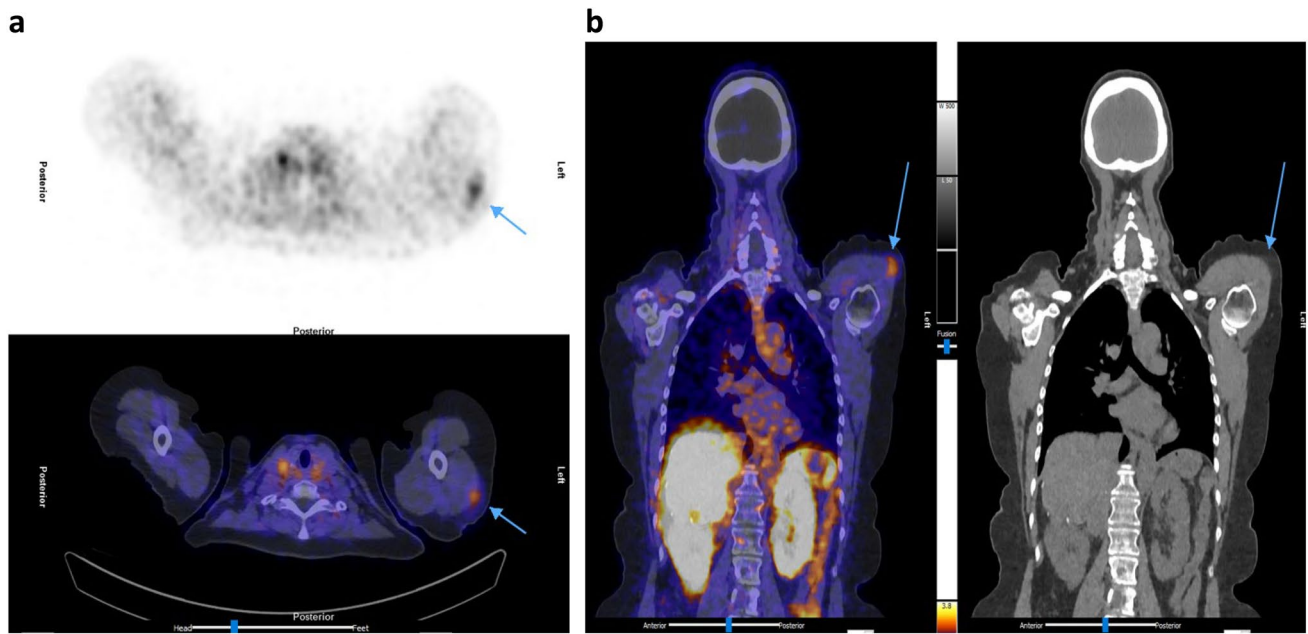 a
b
Posterior
Left
Posterior
Posterior
Left
Posterior
Head
Feet
Left
W 500
L 50
Fusion
3.8
Anterior
Posterior
Left
Anterior
Posterior